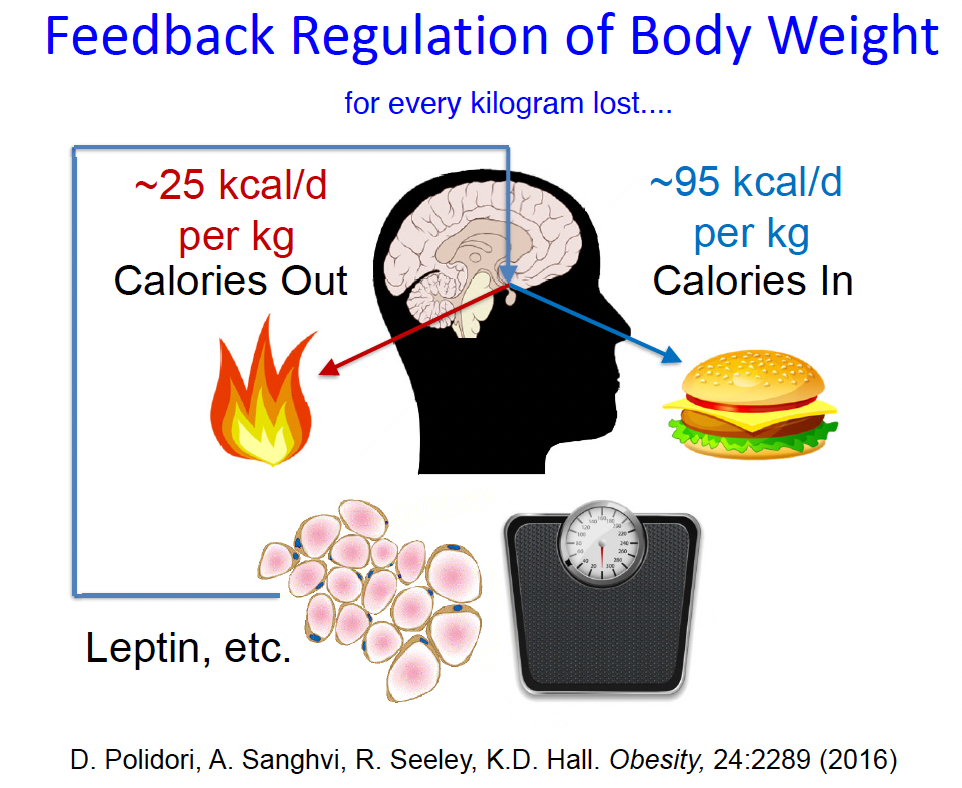 Feedback Regulation of Body Weight
for every kilogram lost....
~25 kcal/d
per kg
Calories Out
~95 kcal/d
per kg
Calories In
Leptin, etc.
D. Polidori, A. Sanghvi, R. Seeley, K.D. Hall. Obesity, 24:2289 (2016)